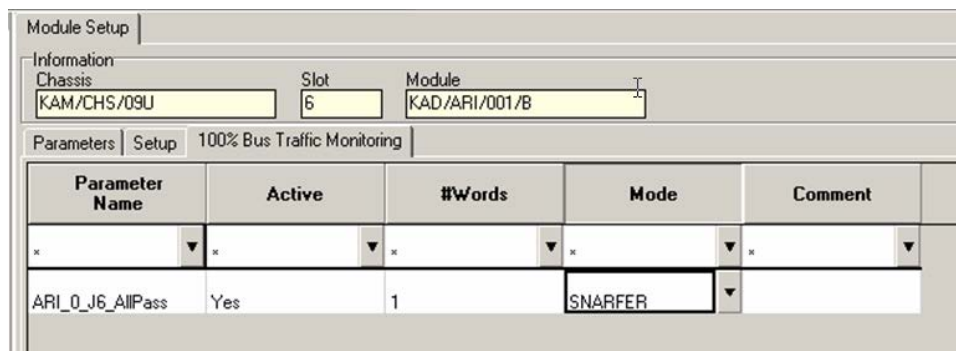 Module Setup
Information
Chassis Slot Module
KAM/CHS/09U 6 KAD/ARI/001/B
Parameters Setup 100% Bus Traffic Monitoring
Parameter Name Active #Words Mode Comment
* * * * *
ARI_0_J6_AllPass Yes 1 SNARFER